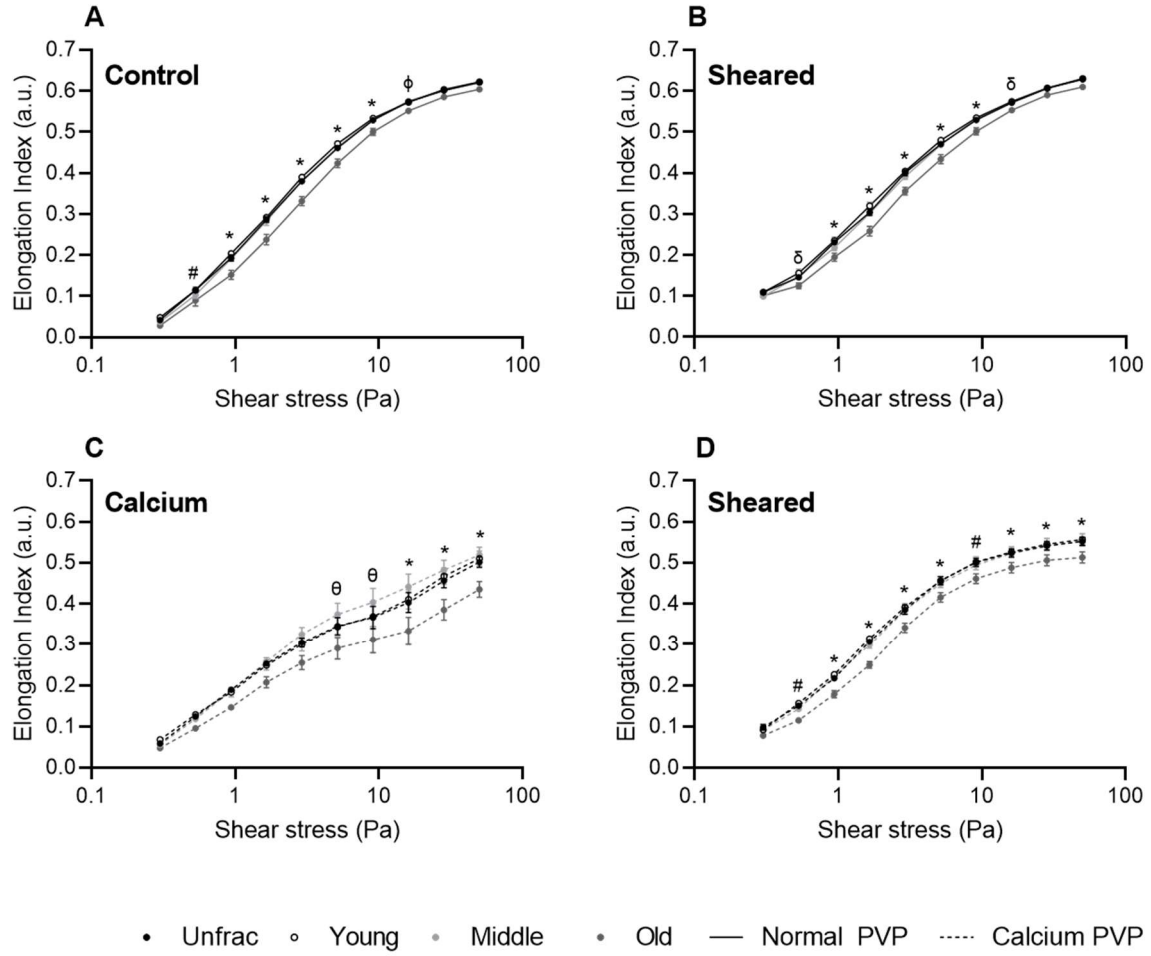 A
B
Control
Sheared
Elongation Index (a.u.)
0.7
0.6
0.5
0.4
0.3
0.2
0.1
0.0
# * * * * * ϕ
0.1 1 10 100
Shear stress (Pa)
Elongation Index (a.u.)
0.7
0.6
0.5
0.4
0.3
0.2
0.1
0.0
δ * * * * * δ
0.1 1 10 100
Shear stress (Pa)
C
D
Calcium
Sheared
Elongation Index (a.u.)
0.7
0.6
0.5
0.4
0.3
0.2
0.1
0.0
θ θ * * *
0.1 1 10 100
Shear stress (Pa)
Elongation Index (a.u.)
0.7
0.6
0.5
0.4
0.3
0.2
0.1
0.0
# * * * * # * * *
0.1 1 10 100
Shear stress (Pa)
Unfrac Young Middle Old Normal PVP Calcium PVP